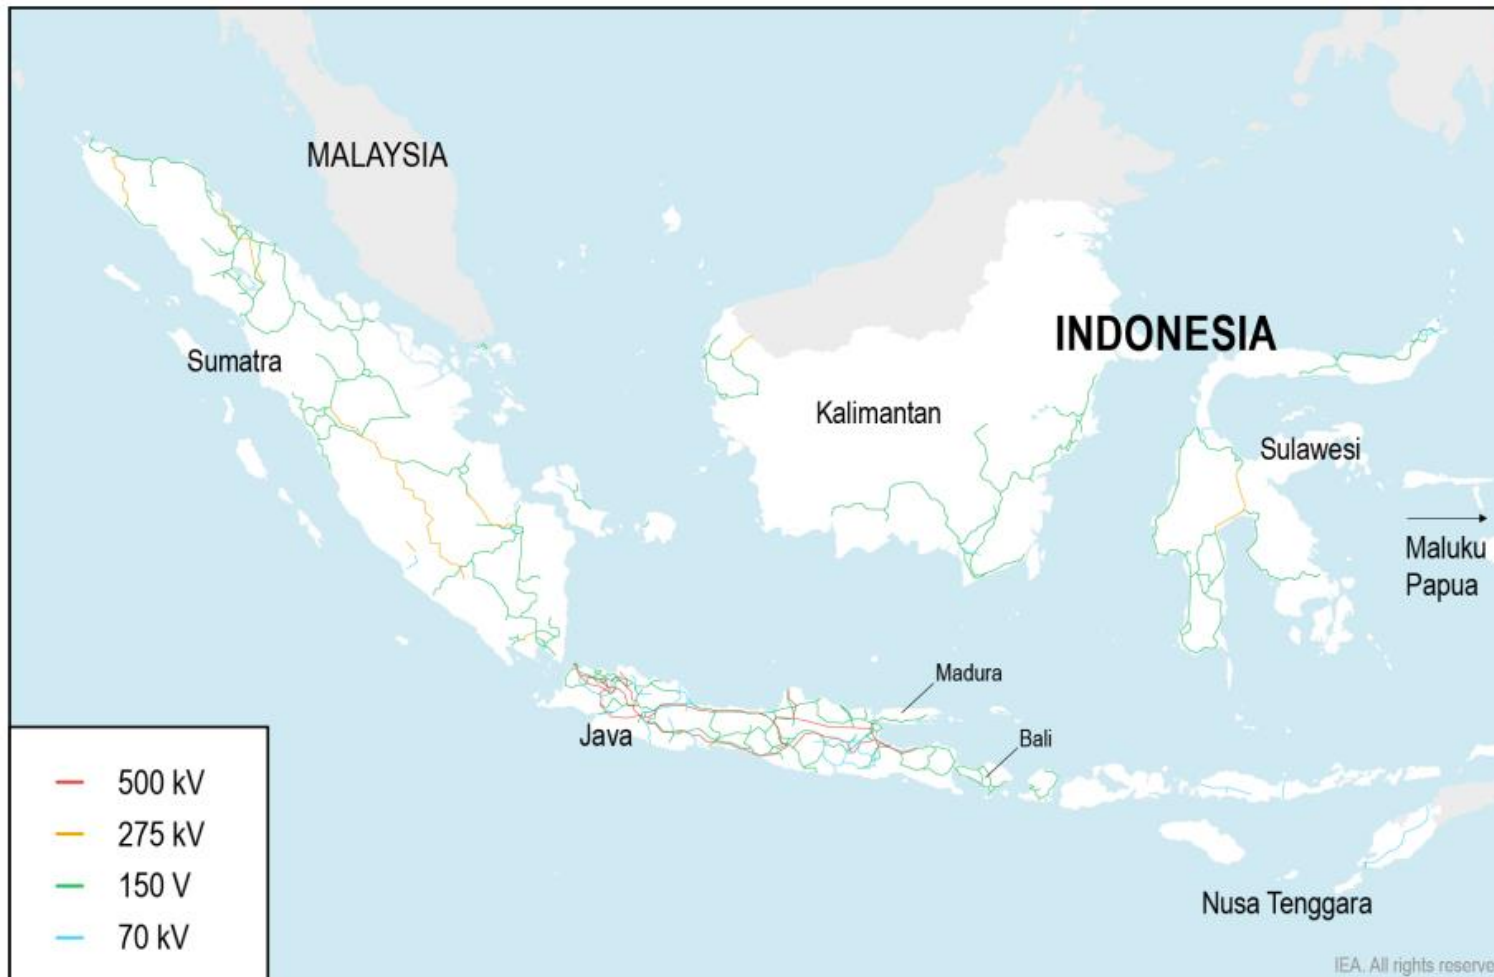 MALAYSIA
INDONESIA
Sumatra
Kalimantan
Sulawesi
Maluku
Papua
Madura
Java
Bali
Nusa Tenggara
500 kV
275 kV
150 V
70 kV
IEA. All rights reserve